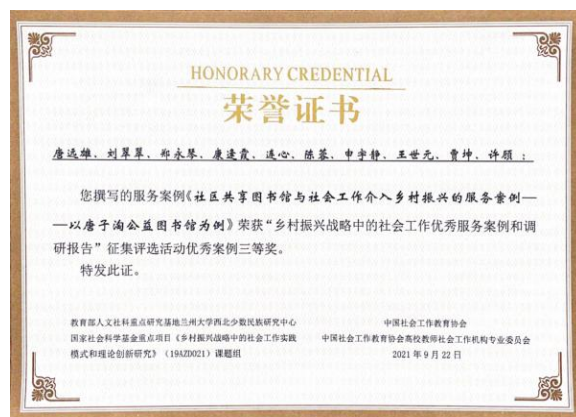 HONORARY CREDENTIAL
荣誉证书
唐远雄、刘翠翠、郑永琴、康建霞、连心、陈蓉、申宇静、王世元、贾坤、许颀：
您撰写的服务案例《社区共享图书馆与社会工作介入乡村振兴的服务案例—
—以唐子淘公益图书馆为例》荣获“乡村振兴战略中的社会工作优秀服务案例和调
研报告”征集评选活动优秀案例三等奖。
特发此证。
教育部人文社科重点研究基地兰州大学西北少数民族研究中心
国家社会科学基金重点项目《乡村振兴战略中的社会工作实践
模式和理论创新研究》（19AZD021）课题组
中国社会工作教育协会
中国社会工作教育协会高校教师社会工作机构专业委员会
2021年9月22日